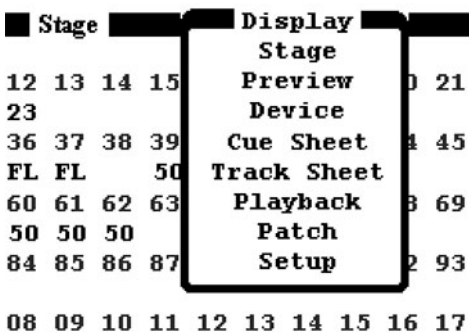 Stage Display
Stage
12 13 14 15 Preview 21
23 Device
36 37 38 39 Cue Sheet 4 45
FL FL 50 Track Sheet
60 61 62 63 Playback 69
50 50 50 Patch
84 85 86 87 Setup 2 93
08 09 10 11 12 13 14 15 16 17